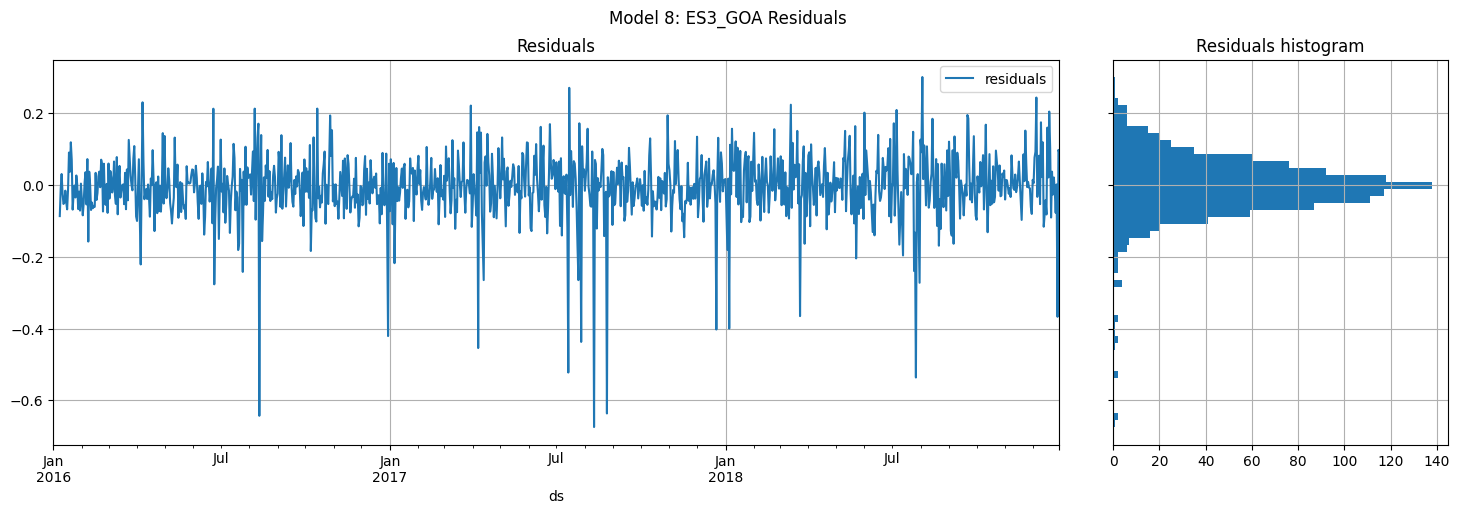 Model 8: ES3_GOA Residuals
Residuals
Residuals histogram
residuals
0.2
0.0
−0.2
−0.4
−0.6
Jan
2016
Jul
Jan
2017
Jul
Jan
2018
Jul
ds
0 20 40 60 80 100 120 140